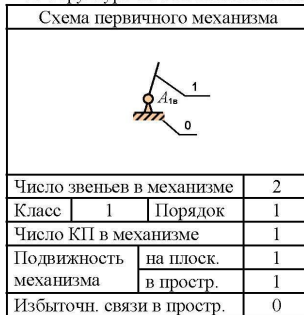 Схема первичного механизма
1
A1в
0
Число звеньев в механизме 2
Класс 1 Порядок 1
Число КП в механизме 1
Подвижность на плоск. 1
механизма в простр. 1
Избыточн. связи в простр. 0